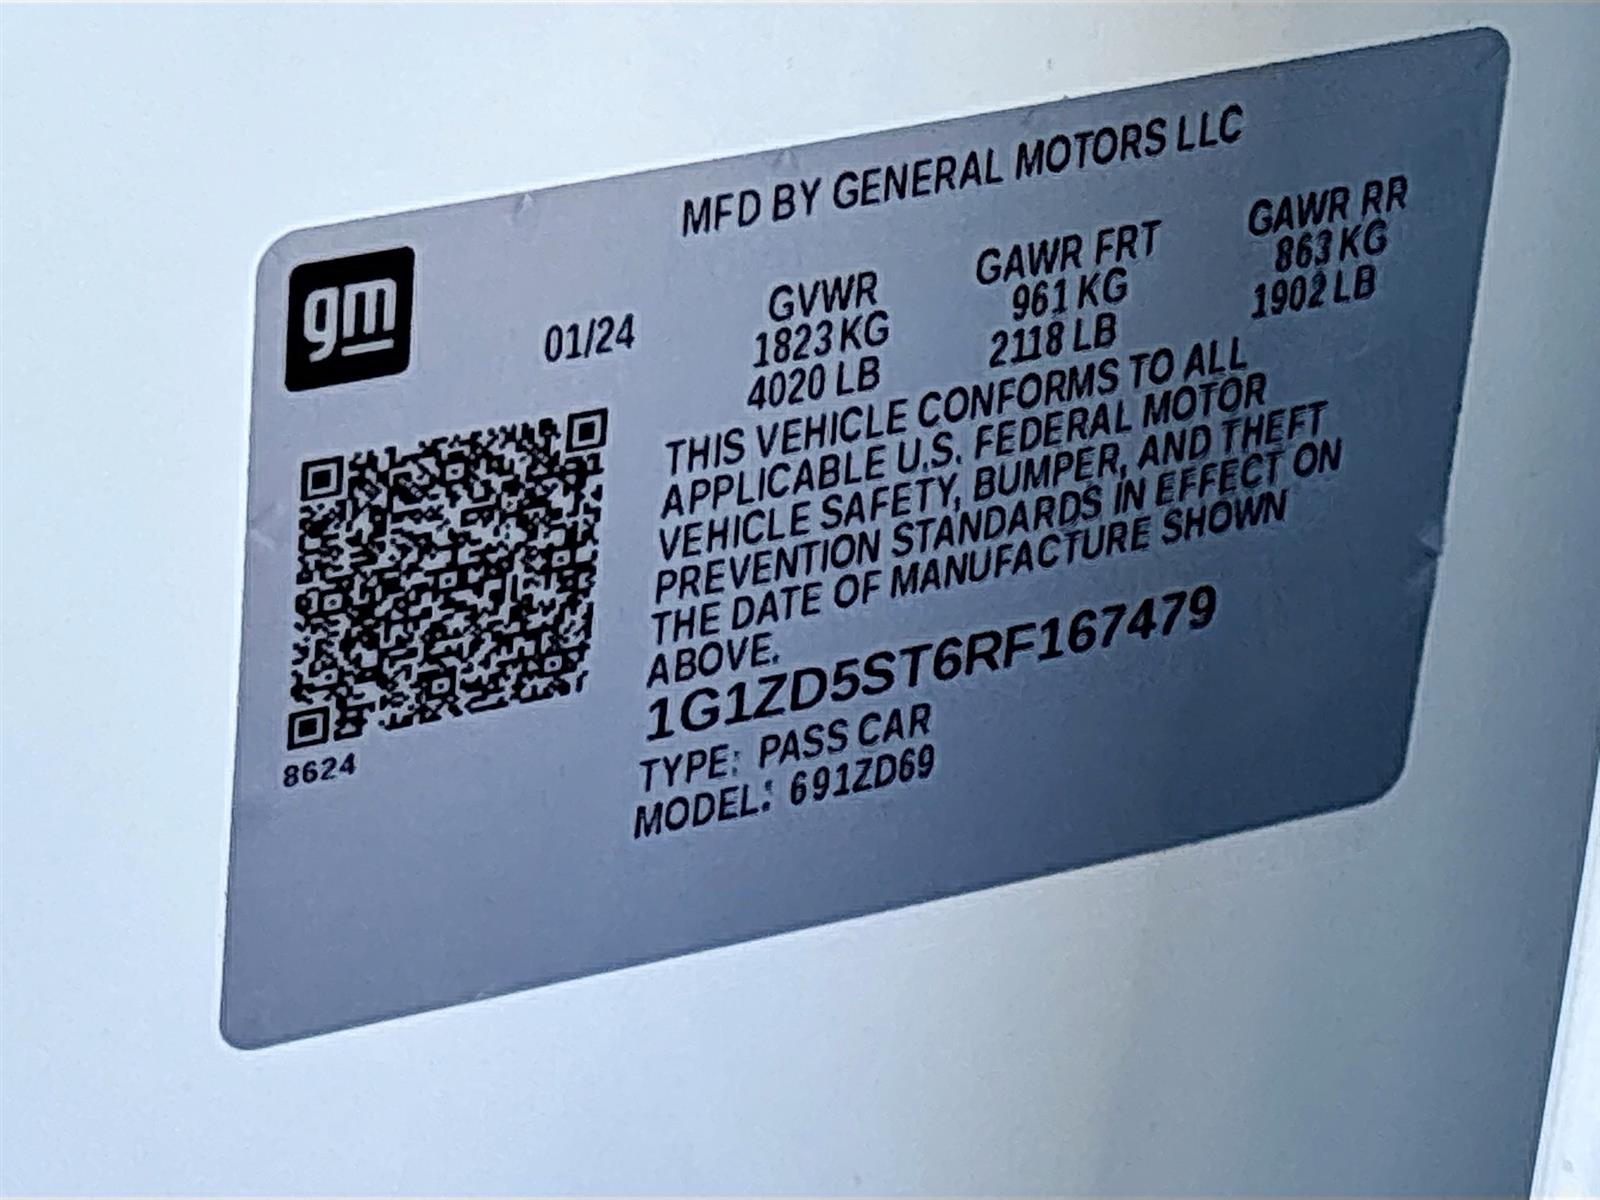 MFD BY GENERAL MOTORS LLC
gm
01/24
GVWR
1823 KG
4020 LB
GAWR FRT
961 KG
2118 LB
GAWR RR
863 KG
1902 LB
THIS VEHICLE CONFORMS TO ALL
APPLICABLE U.S. FEDERAL MOTOR
VEHICLE SAFETY, BUMPER, AND THEFT
PREVENTION STANDARDS IN EFFECT ON
THE DATE OF MANUFACTURE SHOWN
ABOVE.
1G1ZD5ST6RF167479
TYPE: PASS CAR
MODEL: 691ZD69
8624